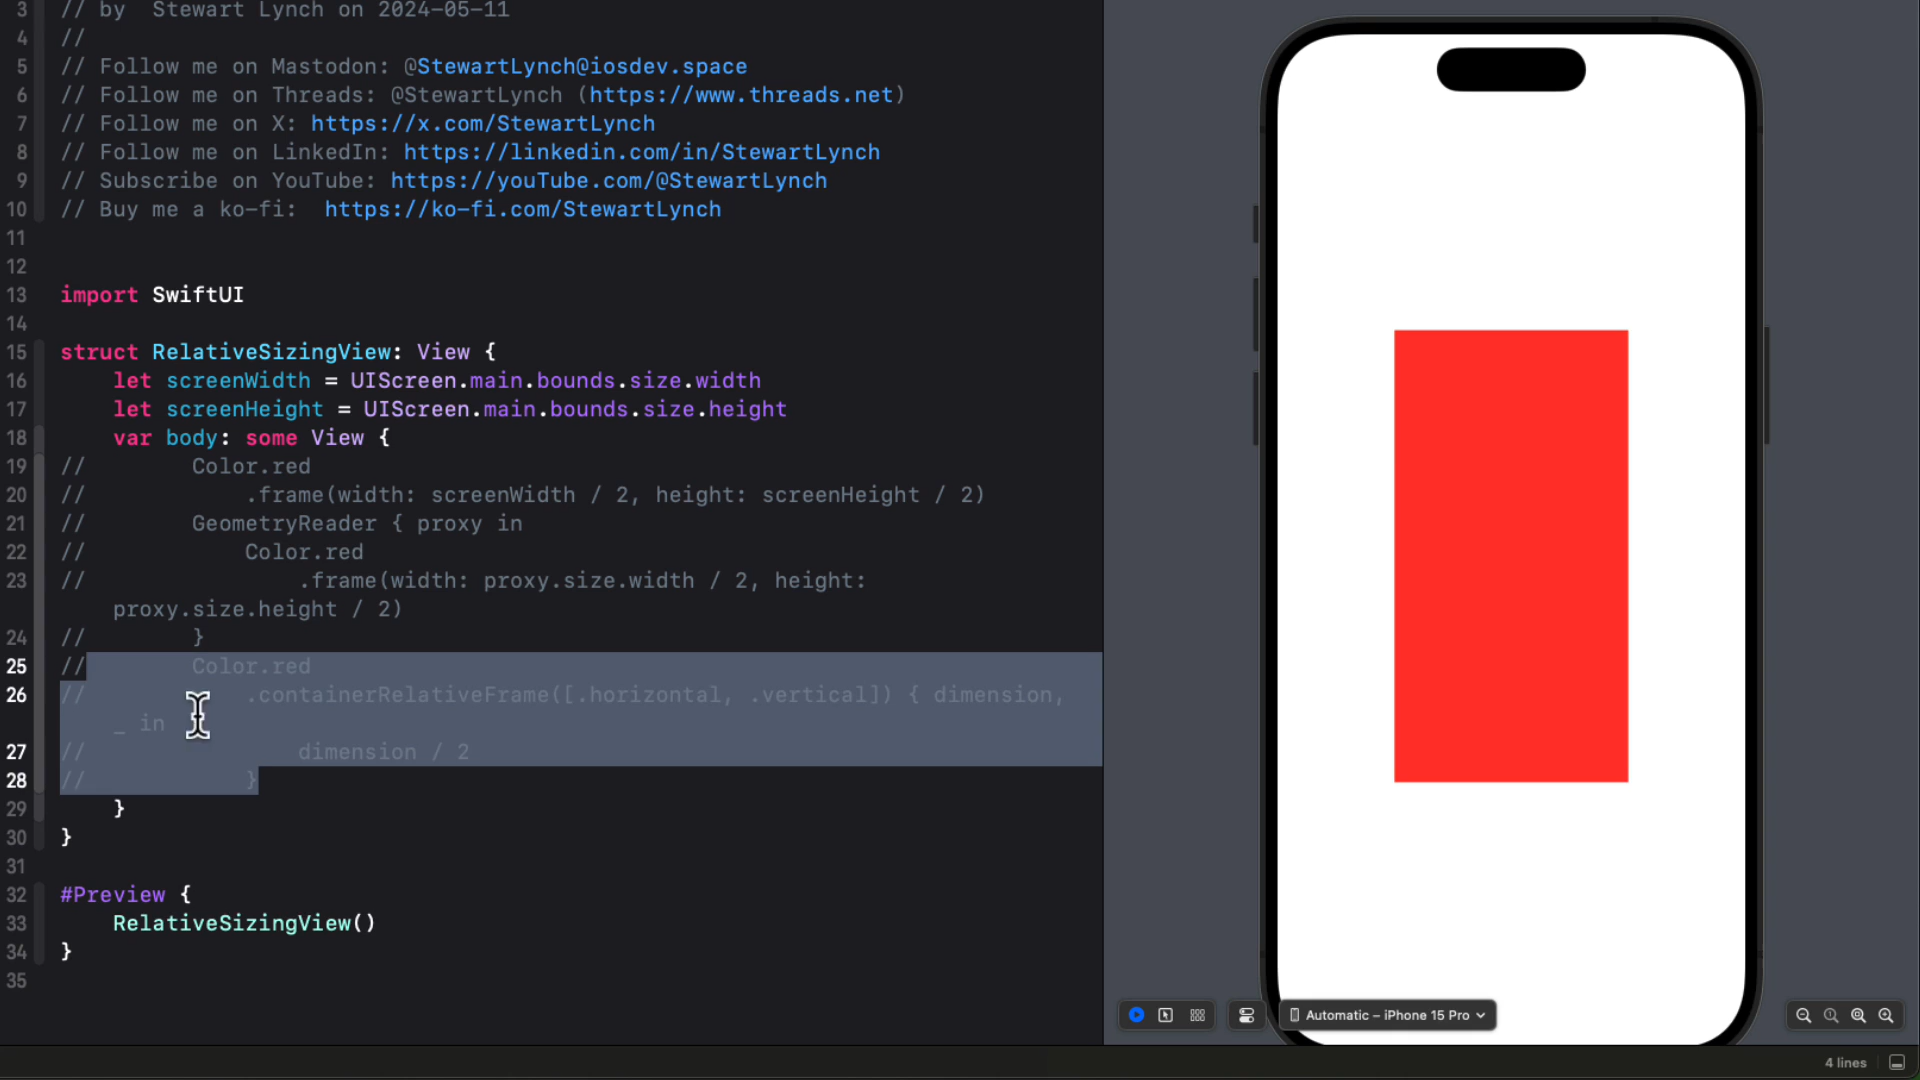 3 // by  Stewart Lynch on 2024-05-11
4 //
5 // Follow me on Mastodon: @StewartLynch@iosdev.space
6 // Follow me on Threads: @StewartLynch (https://www.threads.net)
7 // Follow me on X: https://x.com/StewartLynch
8 // Follow me on LinkedIn: https://linkedin.com/in/StewartLynch
9 // Subscribe on YouTube: https://youTube.com/@StewartLynch
10 // Buy me a ko-fi:  https://ko-fi.com/StewartLynch
11
12
13 import SwiftUI
14
15 struct RelativeSizingView: View {
16     let screenWidth = UIScreen.main.bounds.size.width
17     let screenHeight = UIScreen.main.bounds.size.height
18     var body: some View {
19 //        Color.red
20 //            .frame(width: screenWidth / 2, height: screenHeight / 2)
21 //        GeometryReader { proxy in
22 //            Color.red
23 //                .frame(width: proxy.size.width / 2, height:
proxy.size.height / 2)
24 //        }
25 //        Color.red
26 //            .containerRelativeFrame([.horizontal, .vertical]) { dimension,
_ in
27 //                dimension / 2
28 //            }
29     }
30 }
31
32 #Preview {
33     RelativeSizingView()
34 }
35
Automatic – iPhone 15 Pro
4 lines